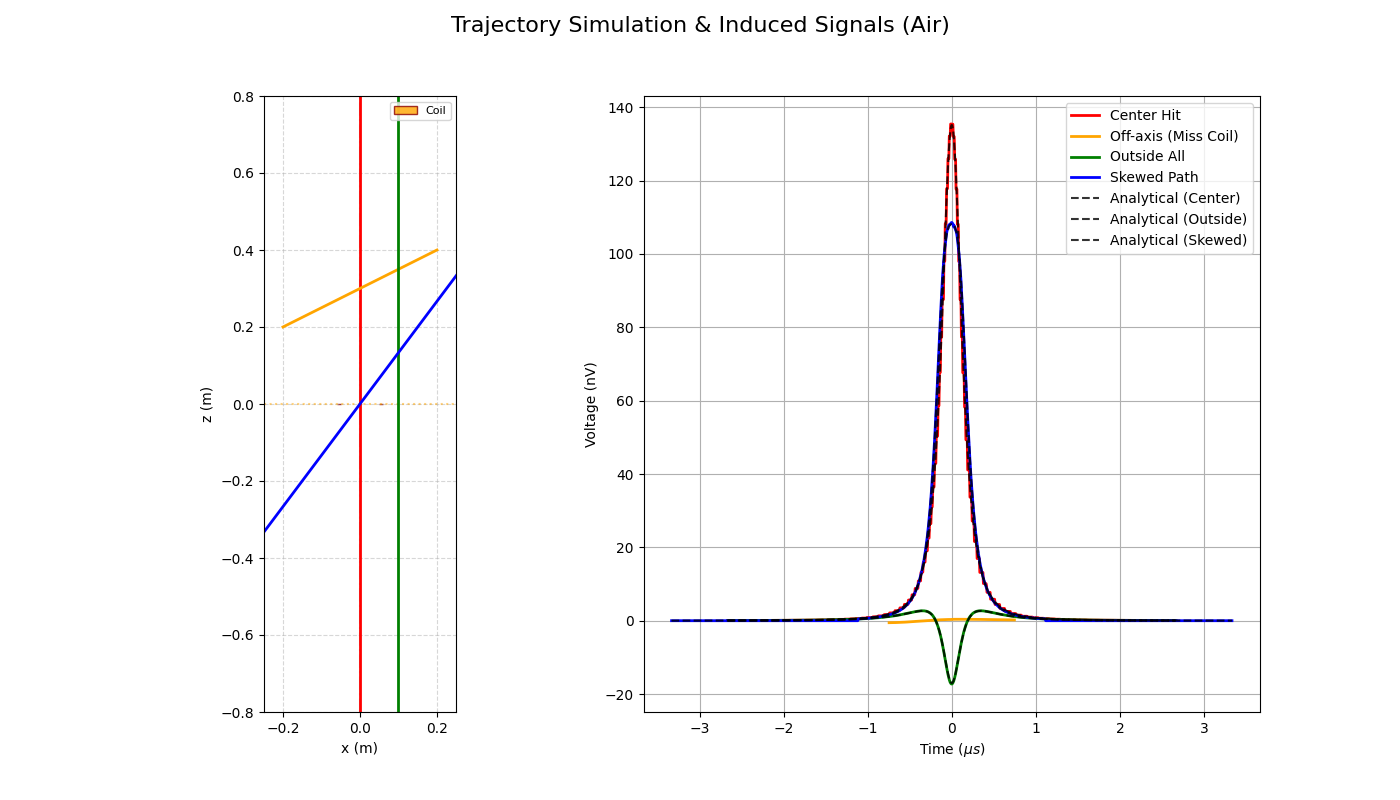 Trajectory Simulation & Induced Signals (Air)
0.8
0.6
0.4
0.2
0.0
−0.2
−0.4
−0.6
−0.8
z (m)
−0.2
0.0
0.2
x (m)
Coil
140
120
100
80
60
40
20
0
−20
Voltage (nV)
−3
−2
−1
0
1
2
3
Time (μs)
Center Hit
Off-axis (Miss Coil)
Outside All
Skewed Path
Analytical (Center)
Analytical (Outside)
Analytical (Skewed)